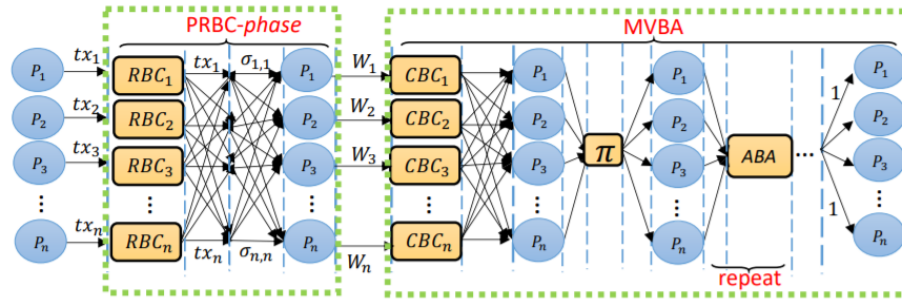 PRBC-phase MVBA
P₁ tx₁ RBC₁ tx₁ σ₁,₁ P₁ W₁ CBC₁ P₁ P₁ 1 P₁
P₂ tx₂ RBC₂ P₂ W₂ CBC₂ P₂ P₂ P₂
P₃ tx₃ RBC₃ P₃ W₃ CBC₃ P₃ π P₃ ABA ... P₃
⋮ ⋮ ⋮ ⋮ ⋮ ⋮ 1 ⋮
Pₙ txₙ RBCₙ txₙ σₙ,ₙ Pₙ Wₙ CBCₙ Pₙ Pₙ Pₙ
repeat